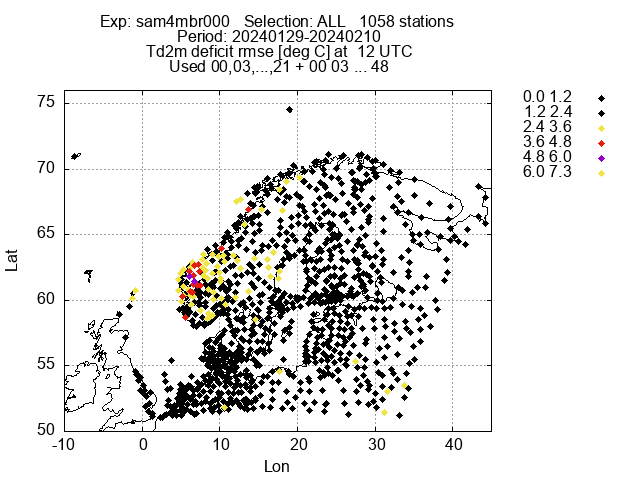 Exp: sam4mbr000   Selection: ALL   1058 stations
Period: 20240129-20240210
Td2m deficit rmse [deg C] at  12 UTC
Used 00,03,...,21 + 00 03 ... 48
0.0 1.2
1.2 2.4
2.4 3.6
3.6 4.8
4.8 6.0
6.0 7.3
75
70
65
60
55
50
Lat
-10 0 10 20 30 40
Lon